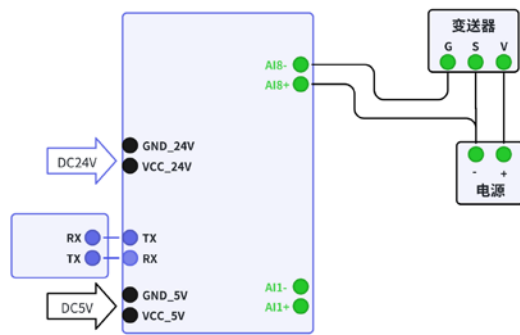 变送器
G S V
AI8-
AI8+
GND_24V
DC24V
VCC_24V
- +
电源
RX TX
TX RX
AI1-
GND_5V
DC5V
AI1+
VCC_5V